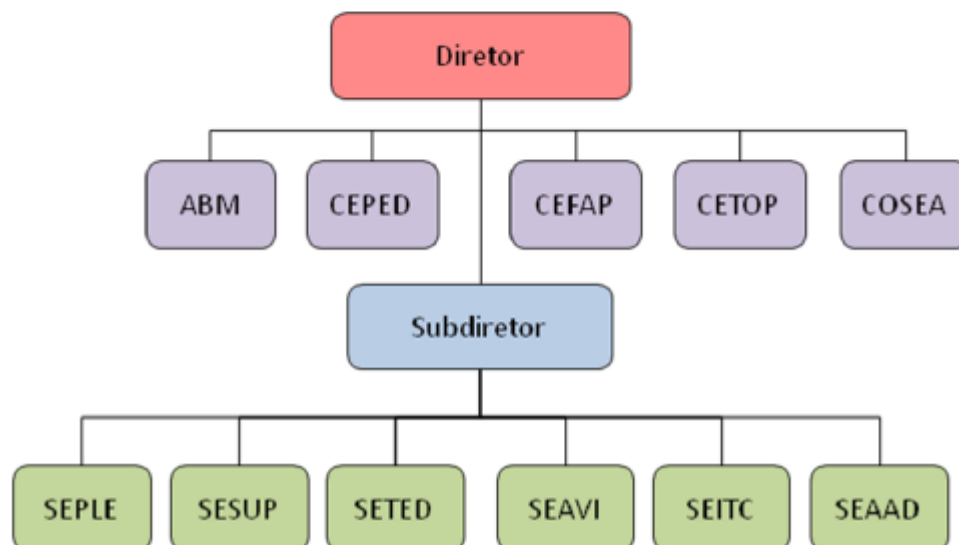 Diretor
ABM
CEPED
CEFAP
CETOP
COSEA
Subdiretor
SEPLE
SESUP
SETED
SEAVI
SEITC
SEAAD